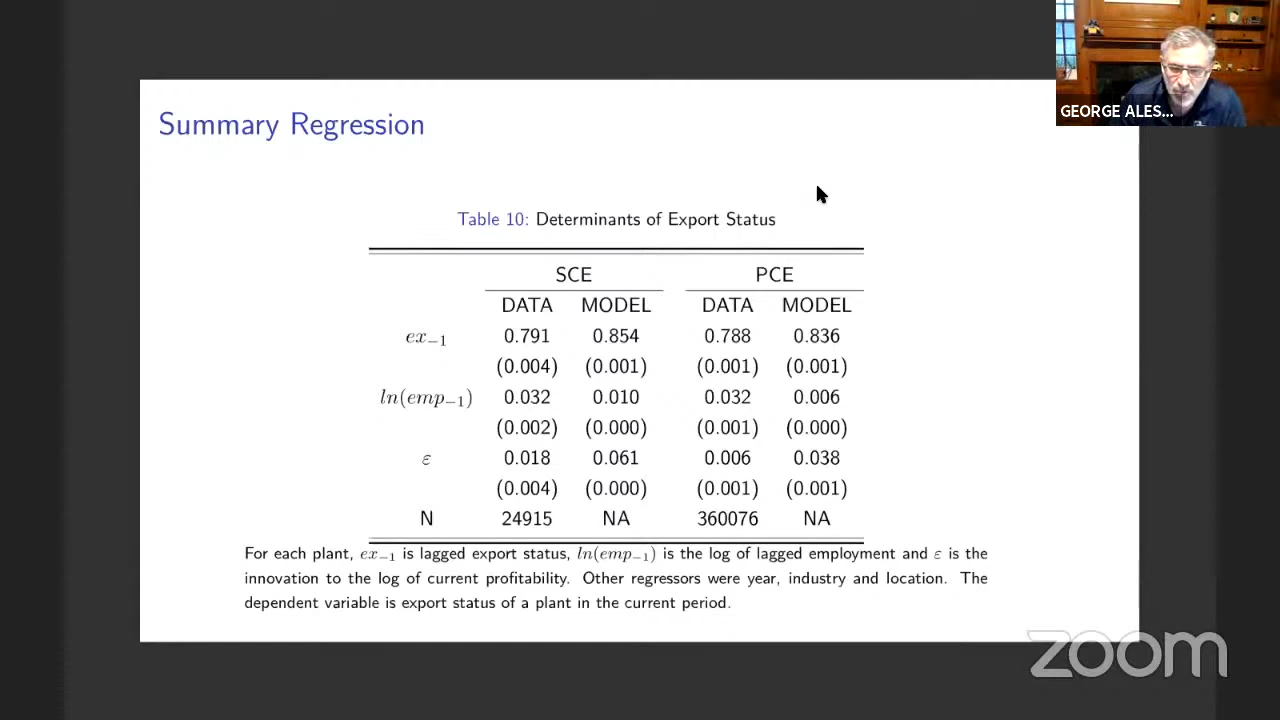 GEORGE ALES...
Summary Regression
Table 10: Determinants of Export Status
SCE PCE
DATA MODEL DATA MODEL
ex₋₁ 0.791 0.854 0.788 0.836
(0.004) (0.001) (0.001) (0.001)
ln(emp₋₁) 0.032 0.010 0.032 0.006
(0.002) (0.000) (0.001) (0.000)
ε 0.018 0.061 0.006 0.038
(0.004) (0.000) (0.001) (0.001)
N 24915 NA 360076 NA
For each plant, ex₋₁ is lagged export status, ln(emp₋₁) is the log of lagged employment and ε is the
innovation to the log of current profitability. Other regressors were year, industry and location. The
dependent variable is export status of a plant in the current period.
zoom